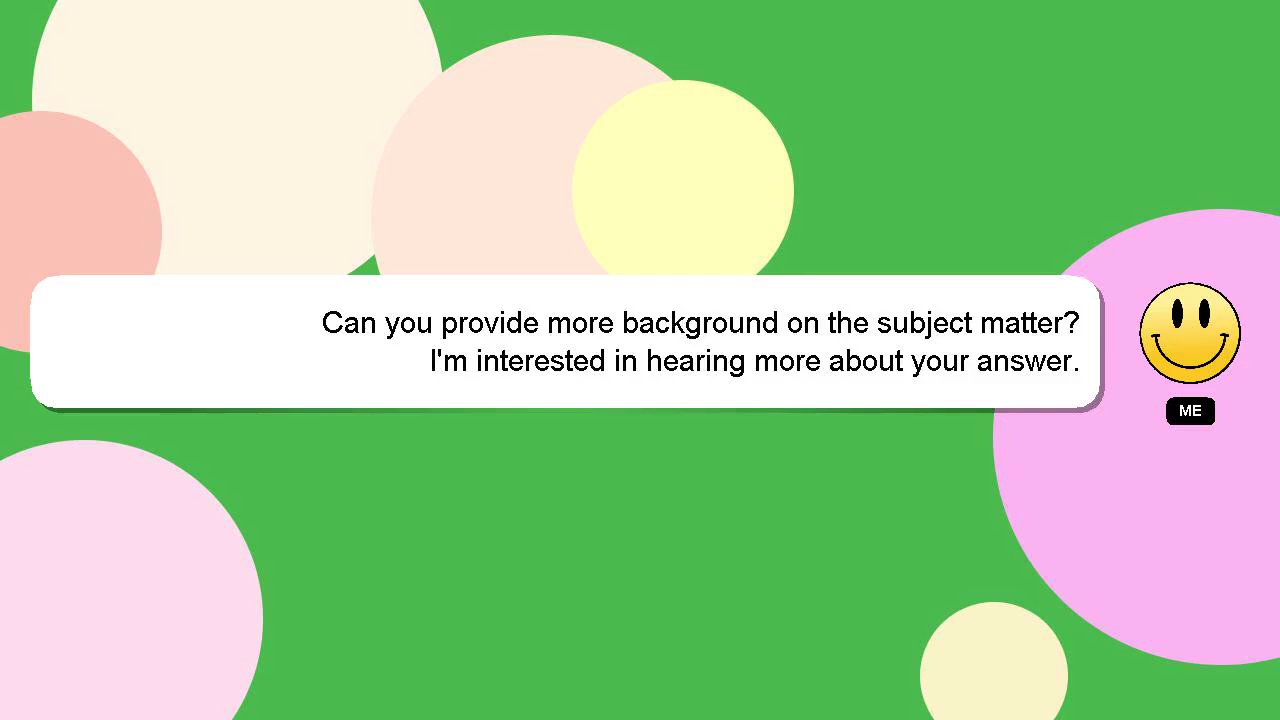 Can you provide more background on the subject matter?
I'm interested in hearing more about your answer.
ME